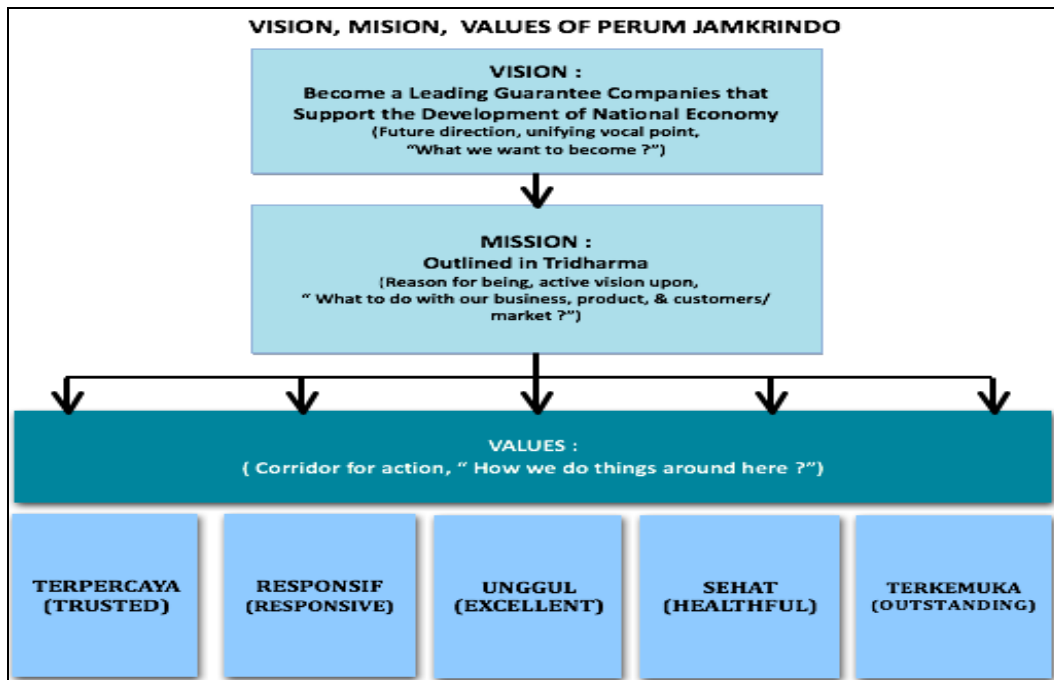 VISION, MISION, VALUES OF PERUM JAMKRINDO
VISION :
Become a Leading Guarantee Companies that
Support the Development of National Economy
(Future direction, unifying vocal point,
“What we want to become ?”)
MISSION :
Outlined in Tridharma
(Reason for being, active vision upon,
“ What to do with our business, product, & customers/
market ?”)
VALUES :
( Corridor for action, “ How we do things around here ?”)
TERPERCAYA
(TRUSTED)
RESPONSIF
(RESPONSIVE)
UNGGUL
(EXCELLENT)
SEHAT
(HEALTHFUL)
TERKEMUKA
(OUTSTANDING)